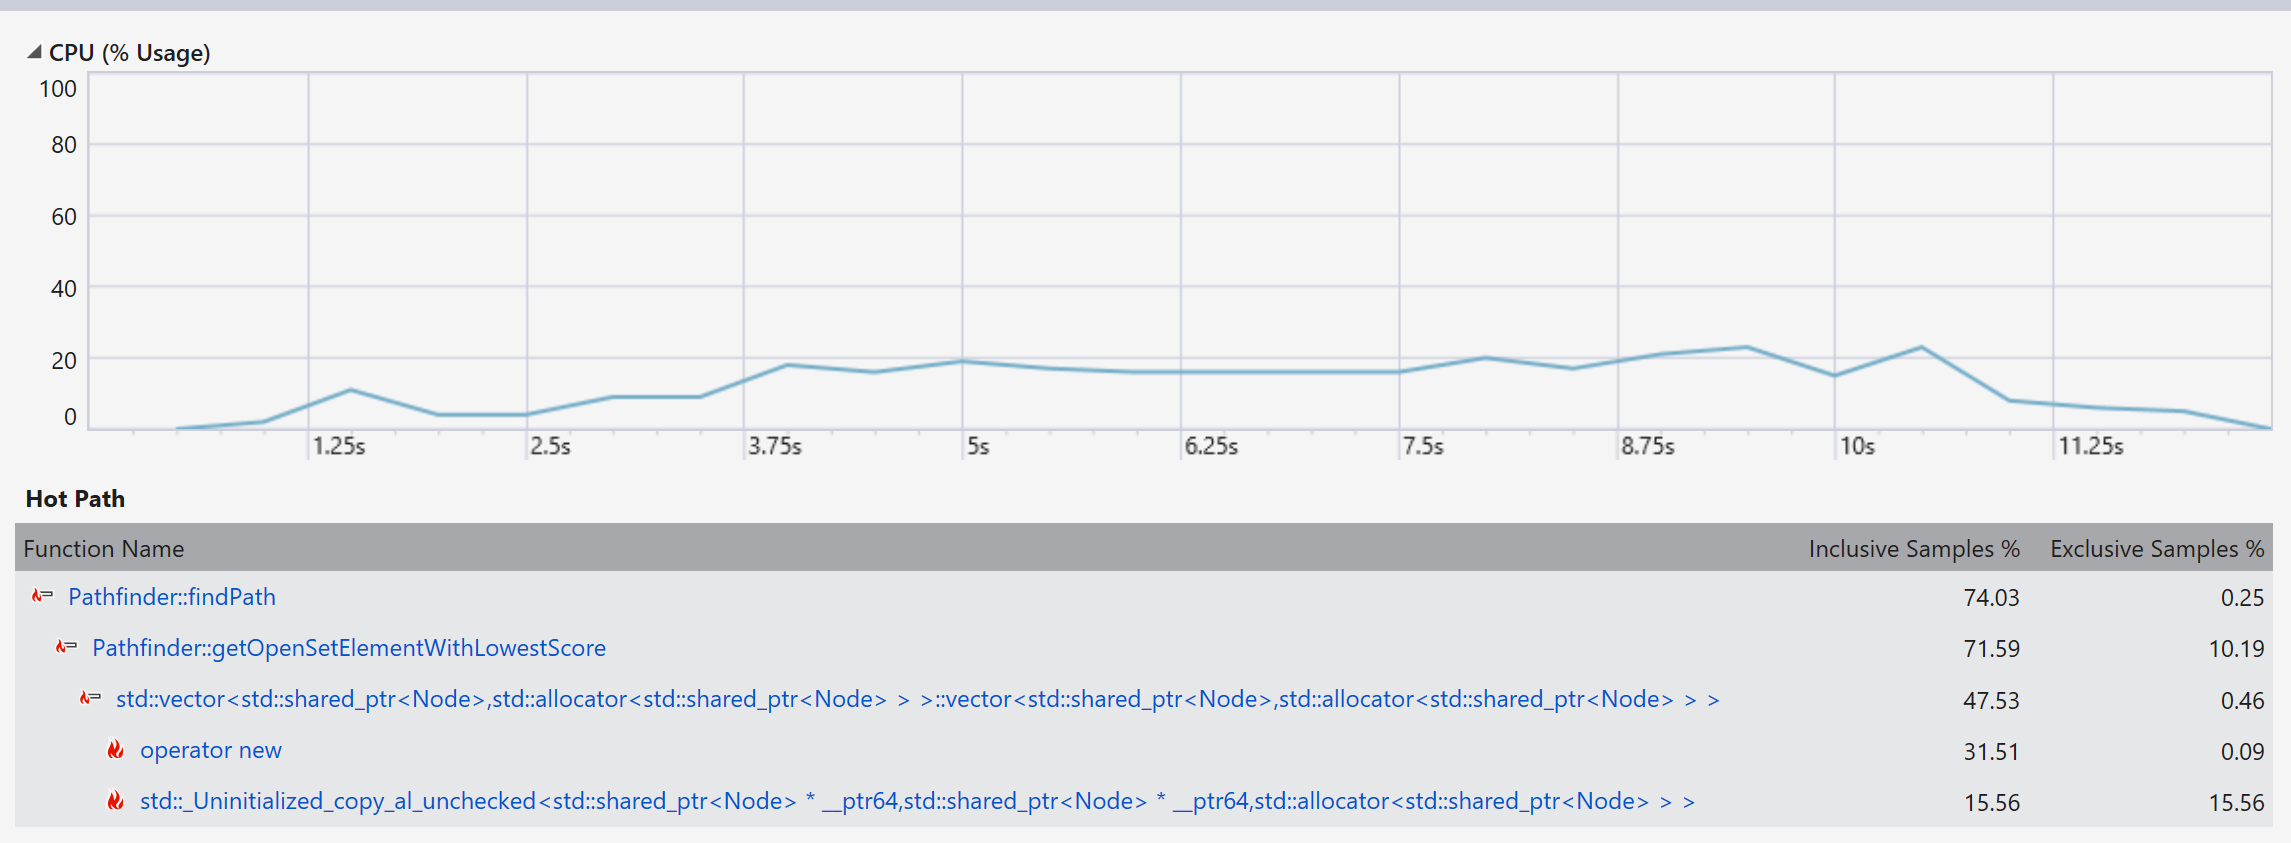 CPU (% Usage)
100
80
60
40
20
0
1.25s 2.5s 3.75s 5s 6.25s 7.5s 8.75s 10s 11.25s
Hot Path
Function Name Inclusive Samples % Exclusive Samples %
Pathfinder::findPath 74.03 0.25
Pathfinder::getOpenSetElementWithLowestScore 71.59 10.19
std::vector<std::shared_ptr<Node>,std::allocator<std::shared_ptr<Node> > >::vector<std::shared_ptr<Node>,std::allocator<std::shared_ptr<Node> > > 47.53 0.46
operator new 31.51 0.09
std::_Uninitialized_copy_al_unchecked<std::shared_ptr<Node> * __ptr64,std::shared_ptr<Node> * __ptr64,std::allocator<std::shared_ptr<Node> > > 15.56 15.56